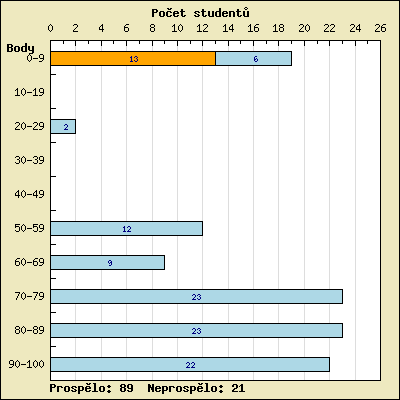 Počet studentů
0 2 4 6 8 10 12 14 16 18 20 22 24 26
Body
0-9 13 6
10-19
20-29 2
30-39
40-49
50-59 12
60-69 9
70-79 23
80-89 23
90-100 22
Prospělo: 89 Neprospělo: 21